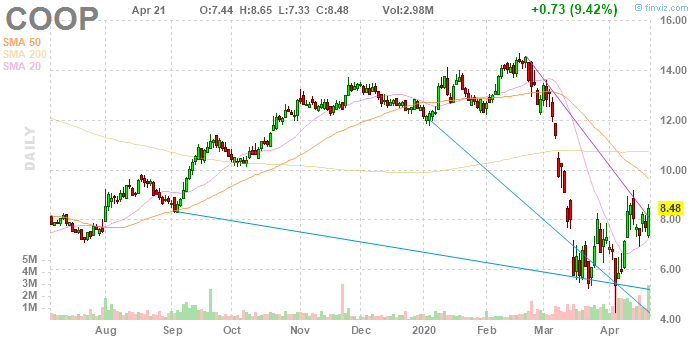 COOP Apr 21 O:7.44 H:8.65 L:7.33 C:8.48 Vol:2.98M +0.73 (9.42%) © finviz.com
SMA 50
SMA 200
SMA 20
DAILY
16.00
14.00
12.00
10.00
8.48
8.00
6.00
4.00
5M
4M
3M
2M
1M
Aug Sep Oct Nov Dec 2020 Feb Mar Apr